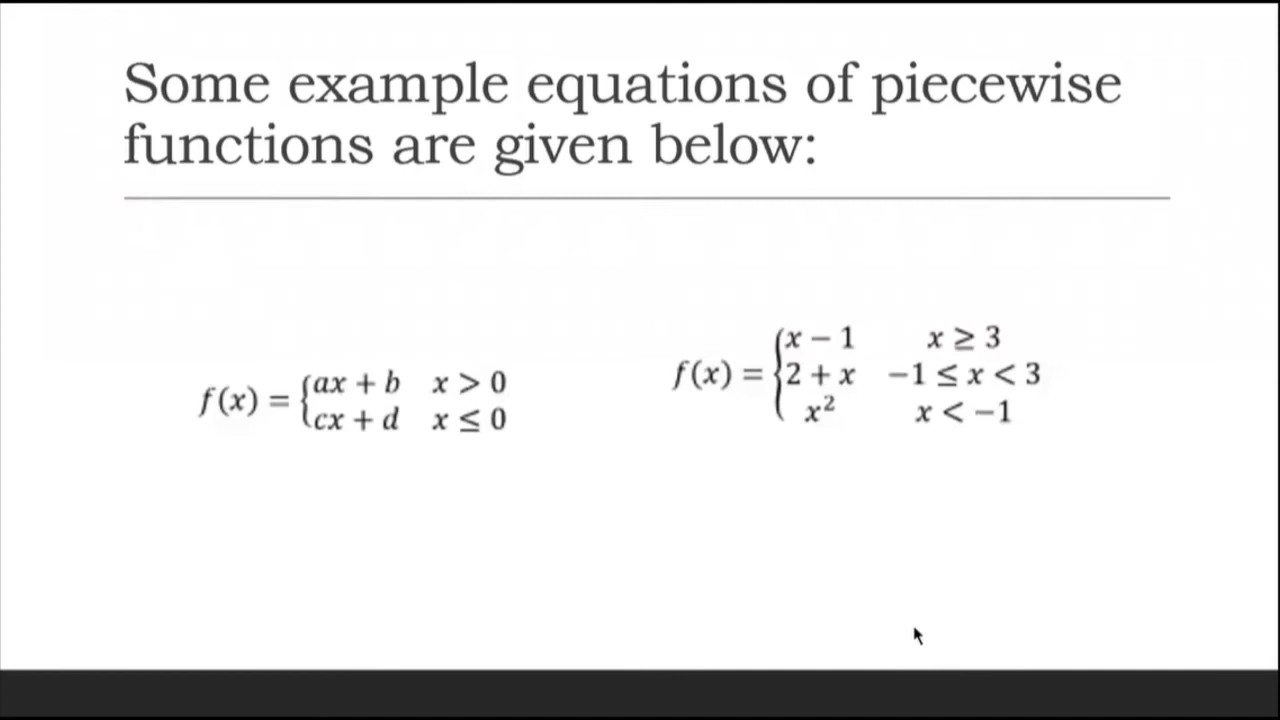 Some example equations of piecewise
functions are given below:
f(x) = { ax + b   x > 0
cx + d   x ≤ 0
f(x) = { x − 1   x ≥ 3
2 + x   −1 ≤ x < 3
x²   x < −1